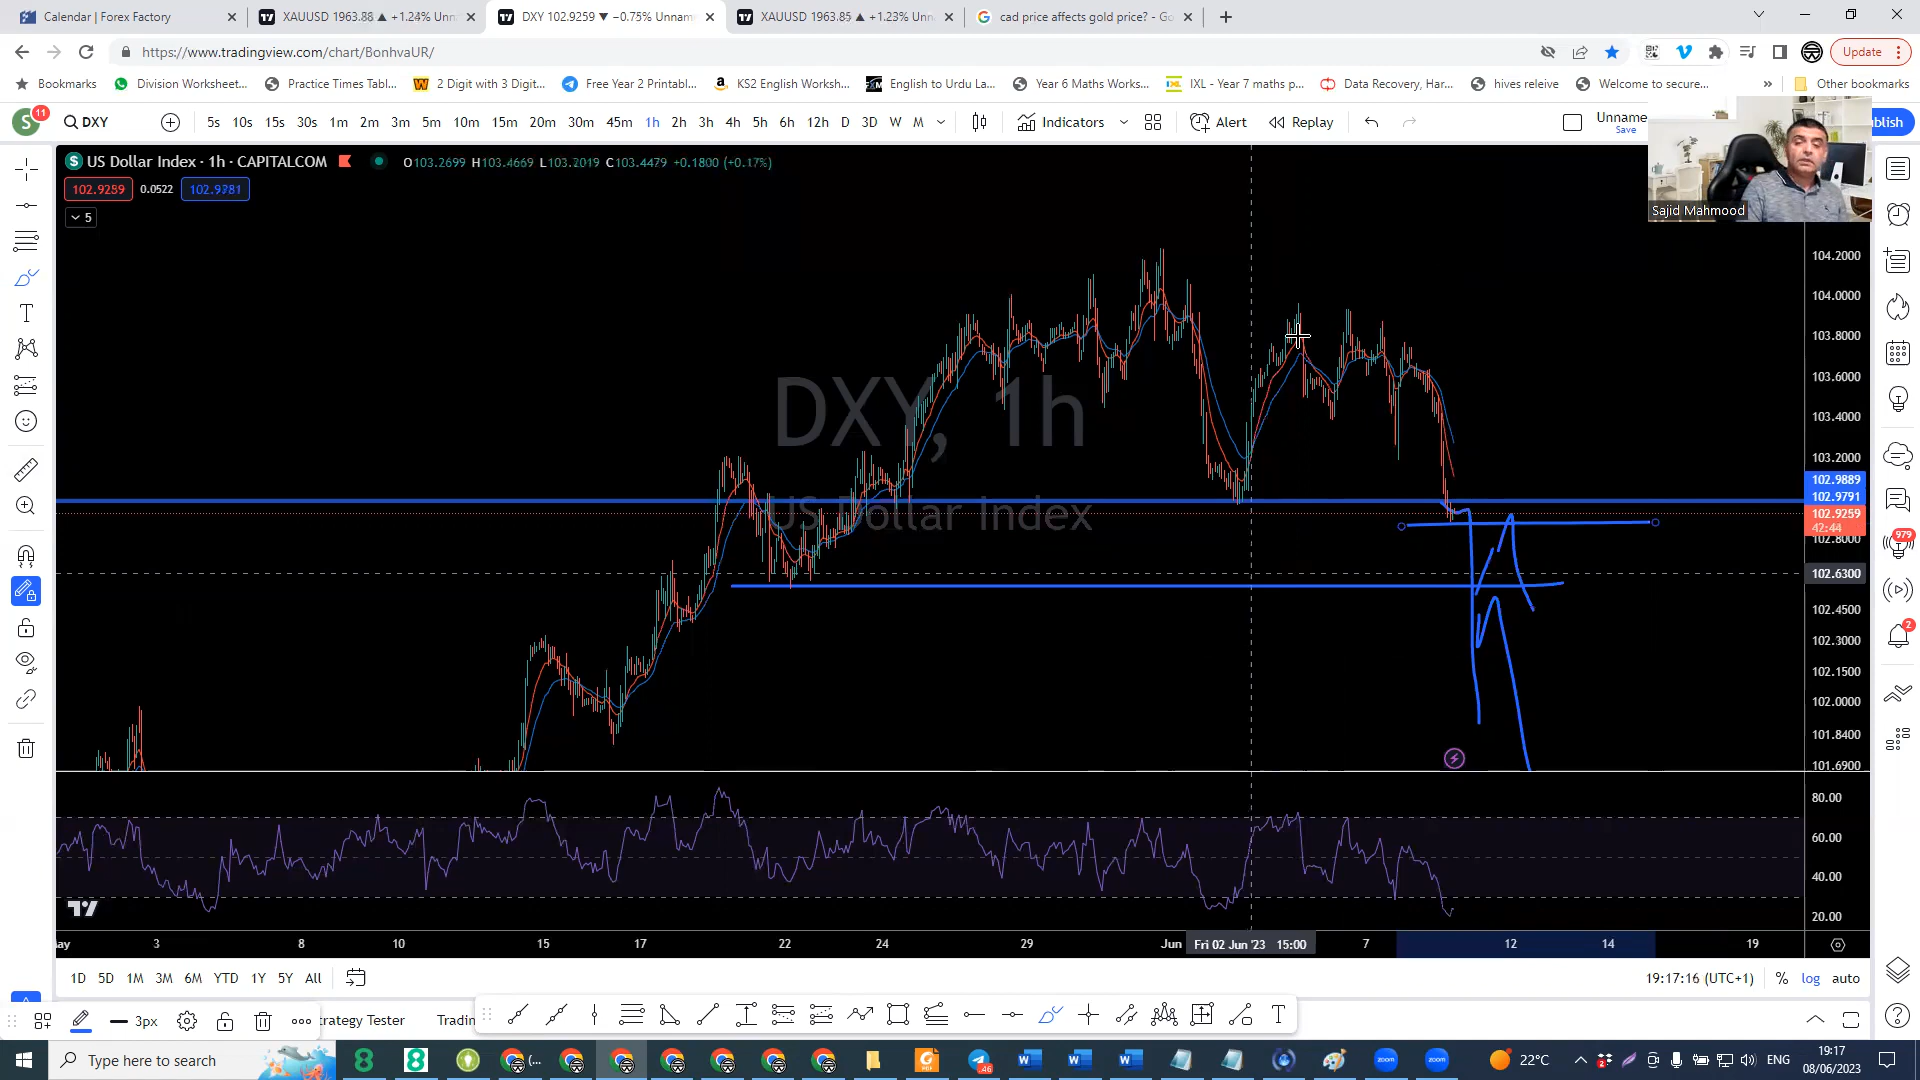 Calendar | Forex Factory
XAUUSD 1963.88 ▲ +1.24% Unn
DXY 102.9259 ▼ −0.75% Unnam
XAUUSD 1963.85 ▲ +1.23% Unn
cad price affects gold price? - Go
https://www.tradingview.com/chart/BonhvaUR/
Update
Bookmarks
Division Worksheet...
Practice Times Tabl...
2 Digit with 3 Digit...
Free Year 2 Printabl...
KS2 English Worksh...
English to Urdu La...
Year 6 Maths Works...
IXL - Year 7 maths p...
Data Recovery, Har...
hives releive
Welcome to secure...
Other bookmarks
S 11
DXY
5s 10s 15s 30s 1m 2m 3m 5m 10m 15m 20m 30m 45m 1h 2h 3h 4h 5h 6h 12h D 3D W M
Indicators
Alert
Replay
Unname
Save
blish
US Dollar Index · 1h · CAPITALCOM
O103.2699 H103.4669 L103.2019 C103.4479 +0.1800 (+0.17%)
102.9259 0.0522 102.9781
5
Sajid Mahmood
DXY, 1h
US Dollar Index
104.2000
104.0000
103.8000
103.6000
103.4000
103.2000
102.9889
102.9791
102.9259
42:44
102.8000
102.6300
102.4500
102.3000
102.1500
102.0000
101.8400
101.6900
80.00
60.00
40.00
20.00
979
2
ay 3 8 10 15 17 22 24 29 Jun Fri 02 Jun '23 15:00 7 12 14 19
1D 5D 1M 3M 6M YTD 1Y 5Y All
19:17:16 (UTC+1) % log auto
3px
trategy Tester
Tradin
Type here to search
46
zoom
zoom
22°C
ENG
19:17
08/06/2023